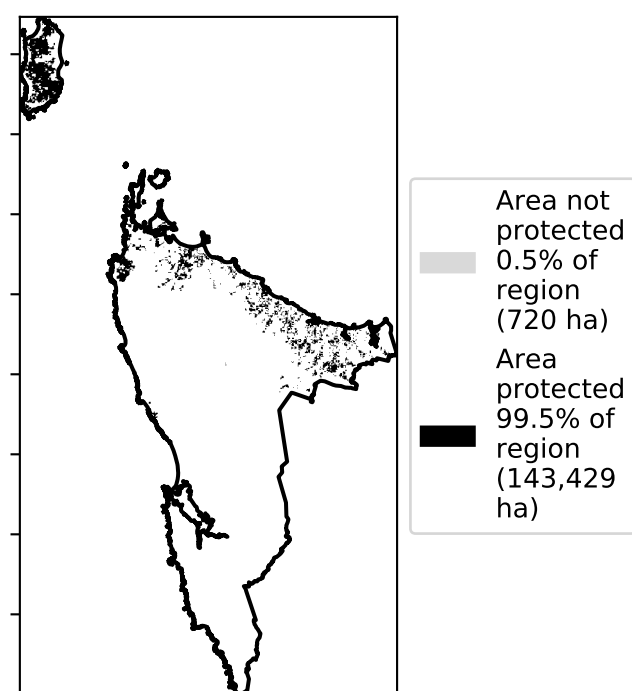 Area not
protected
0.5% of
region
(720 ha)
Area
protected
99.5% of
region
(143,429
ha)